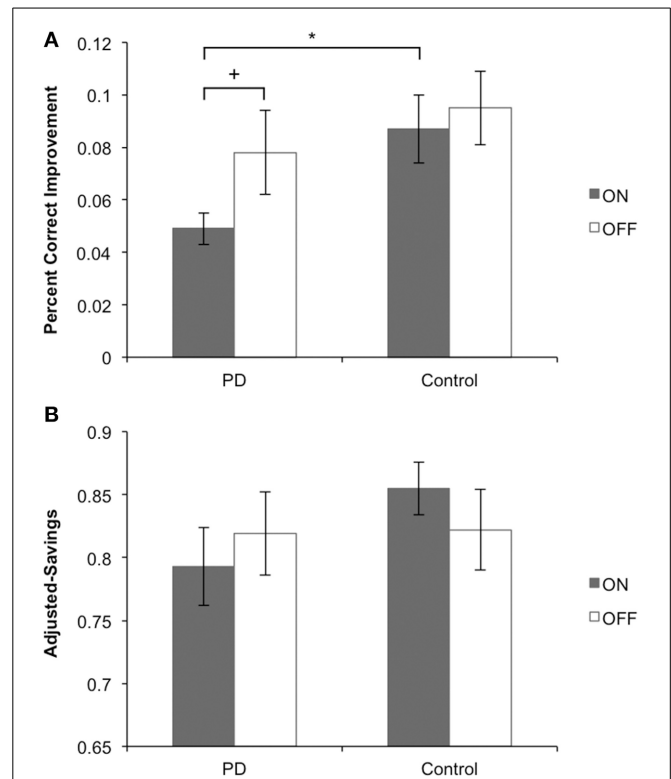 A
Percent Correct Improvement
0.12
0.1
0.08
0.06
0.04
0.02
0
*
+
PD
Control
ON
OFF
B
Adjusted-Savings
0.9
0.85
0.8
0.75
0.7
0.65
PD
Control
ON
OFF